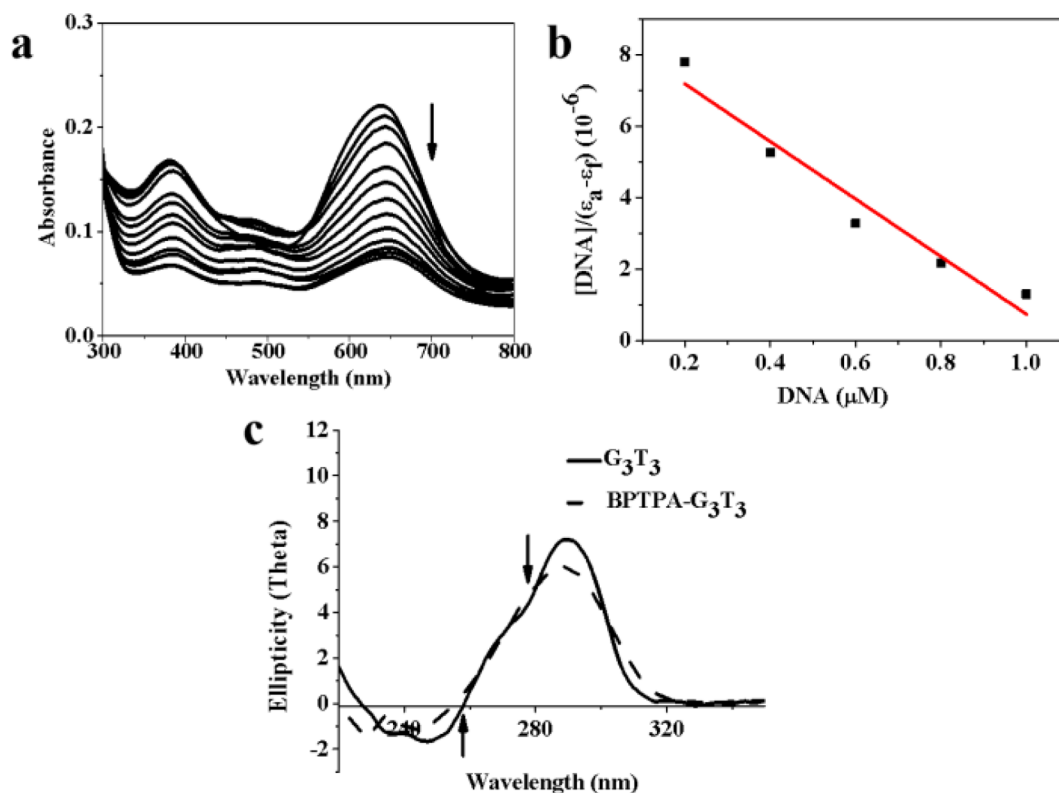 a
0.3
0.2
0.1
0.0
Absorbance
300 400 500 600 700 800
Wavelength (nm)
b
8
6
4
2
0
[DNA]/(εa-εf) (10-6)
0.2 0.4 0.6 0.8 1.0
DNA (μM)
c
12
10
8
6
4
2
0
-2
Ellipticity (Theta)
G3T3
BPTPA-G3T3
240 280 320
Wavelength (nm)